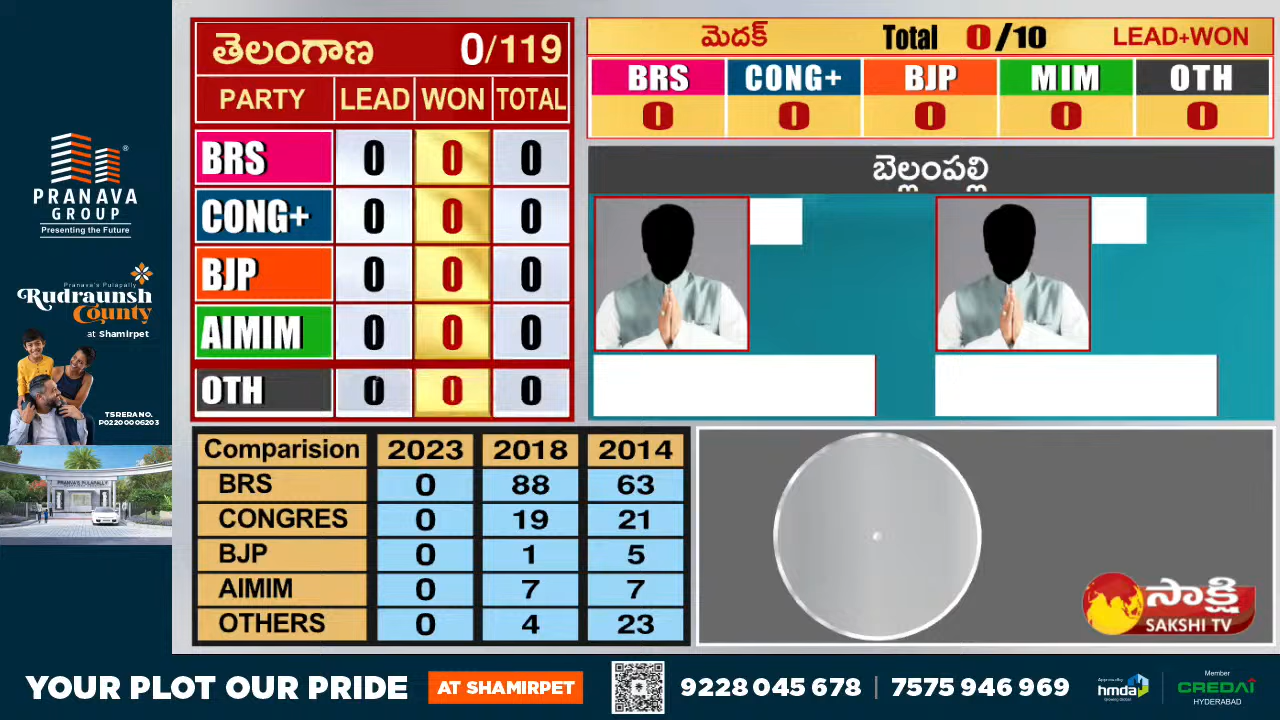 PRANAVA
GROUP
Presenting the Future
Pranava's Pulapally
Rudraunsh
County
at Shamirpet
TSRERA NO.
P02200006203
తెలంగాణ 0/119
PARTY LEAD WON TOTAL
BRS 0 0 0
CONG+ 0 0 0
BJP 0 0 0
AIMIM 0 0 0
OTH 0 0 0
మెదక్ Total 0/10 LEAD+WON
BRS CONG+ BJP MIM OTH
0 0 0 0 0
బెల్లంపల్లి
Comparision 2023 2018 2014
BRS 0 88 63
CONGRES 0 19 21
BJP 0 1 5
AIMIM 0 7 7
OTHERS 0 4 23
సాక్షి
SAKSHI TV
YOUR PLOT OUR PRIDE AT SHAMIRPET 9228 045 678 | 7575 946 969
Approved by
hmda
Member
CREDAI
HYDERABAD